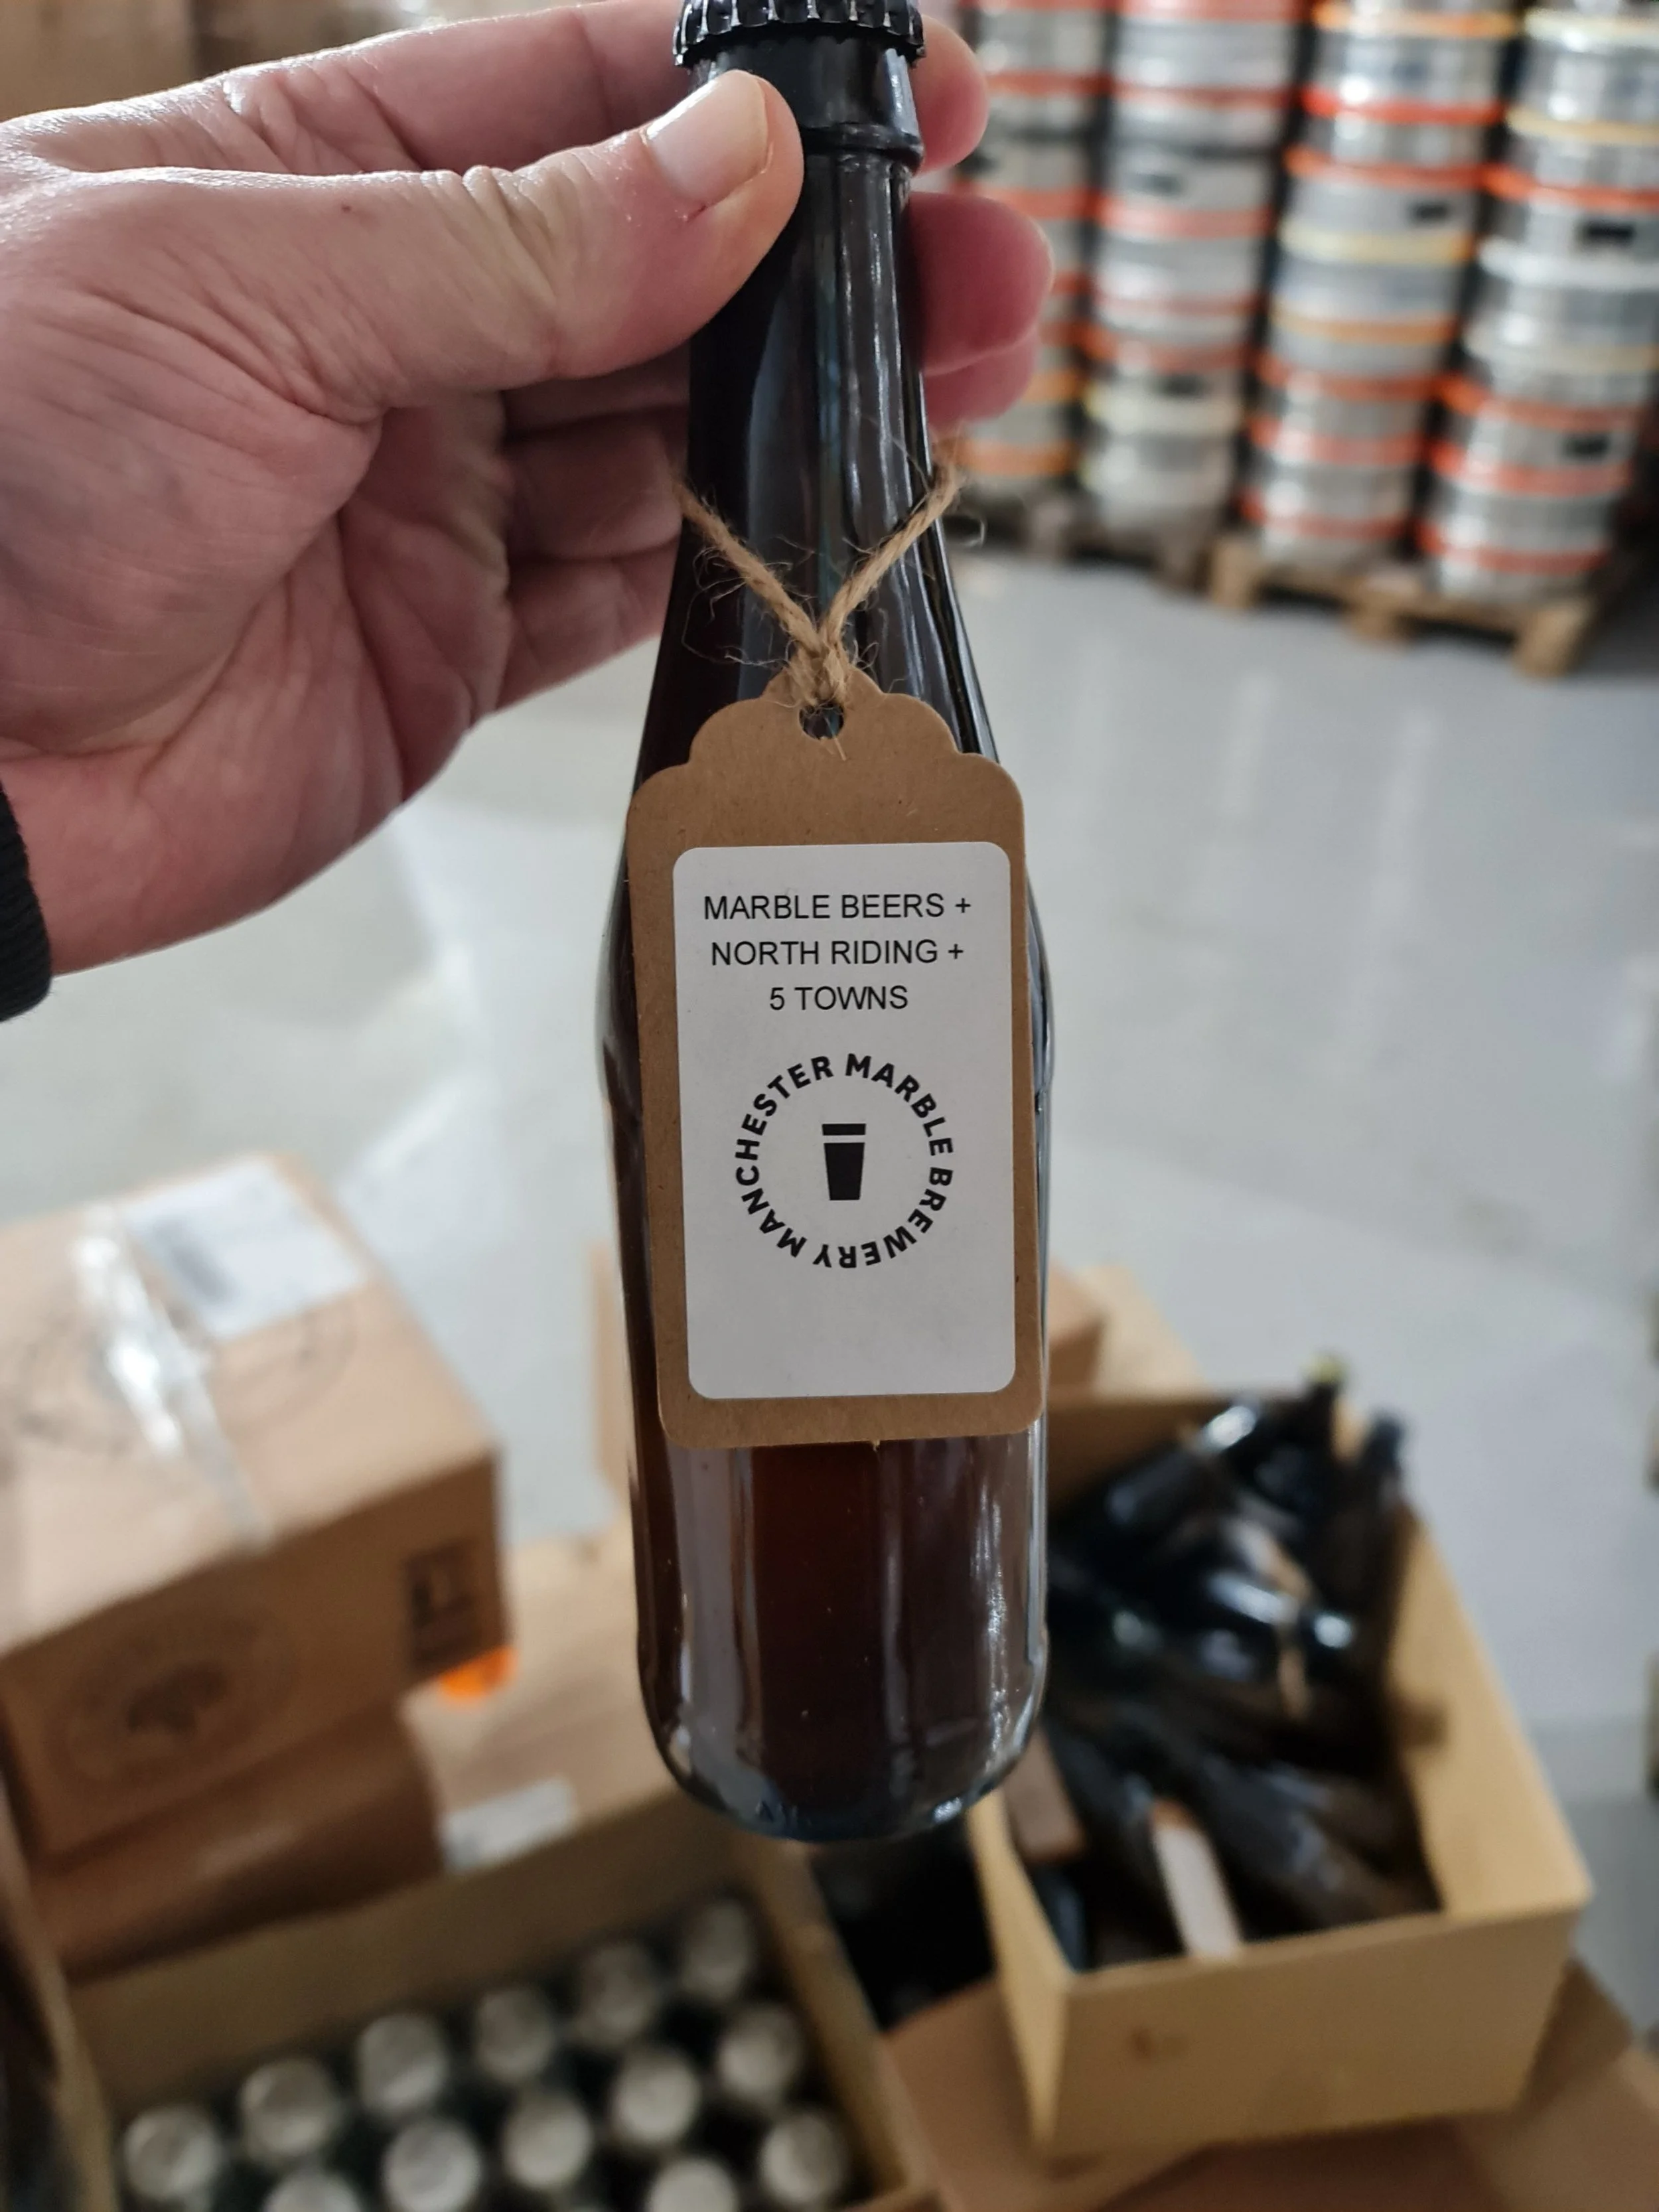 MARBLE BEERS +
NORTH RIDING +
5 TOWNS
MANCHESTER MARBLE BREWERY